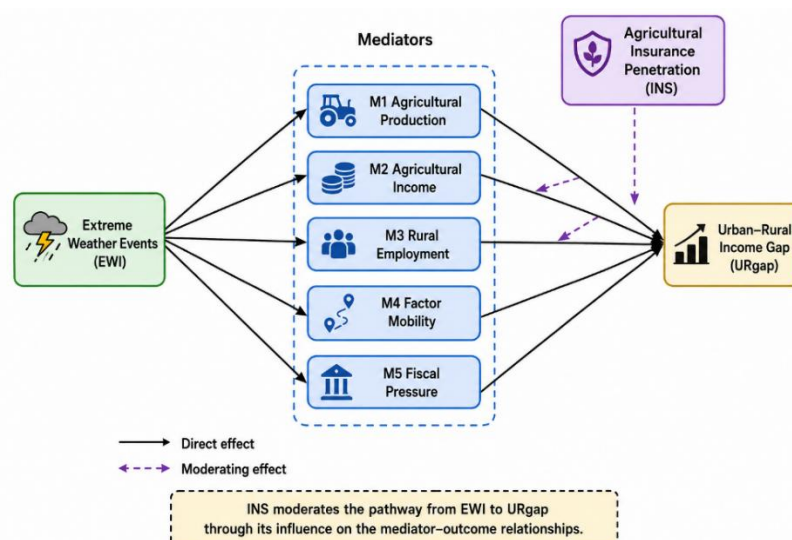 Mediators
Agricultural
Insurance
Penetration
(INS)
M1 Agricultural
Production
M2 Agricultural
Income
Extreme
Weather Events
(EWI)
M3 Rural
Employment
Urban–Rural
Income Gap
(URgap)
M4 Factor
Mobility
M5 Fiscal
Pressure
Direct effect
Moderating effect
INS moderates the pathway from EWI to URgap
through its influence on the mediator–outcome relationships.